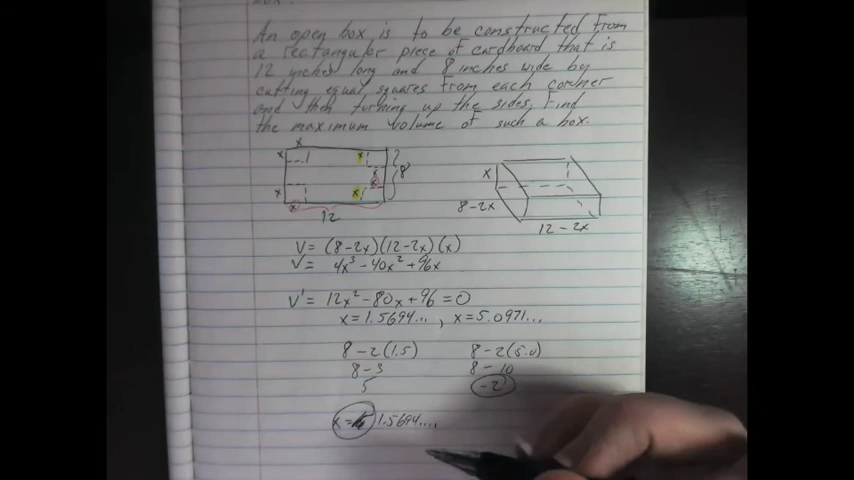 An open box is to be constructed from
a rectangular piece of cardboard that is
12 inches long and 8 inches wide by
cutting equal squares from each corner
and then turning up the sides. Find
the maximum volume of such a box.
x
x x
x 8
x x x
x
12
x
8-2x
12-2x
V= (8-2x)(12-2x)(x)
V= 4x³-40x²+96x
V'= 12x²-80x+96=0
x=1.5694..., x=5.0971...
8-2(1.5) 8-2(5.0)
8-3 8-10
5 -2
x= 1.5694....